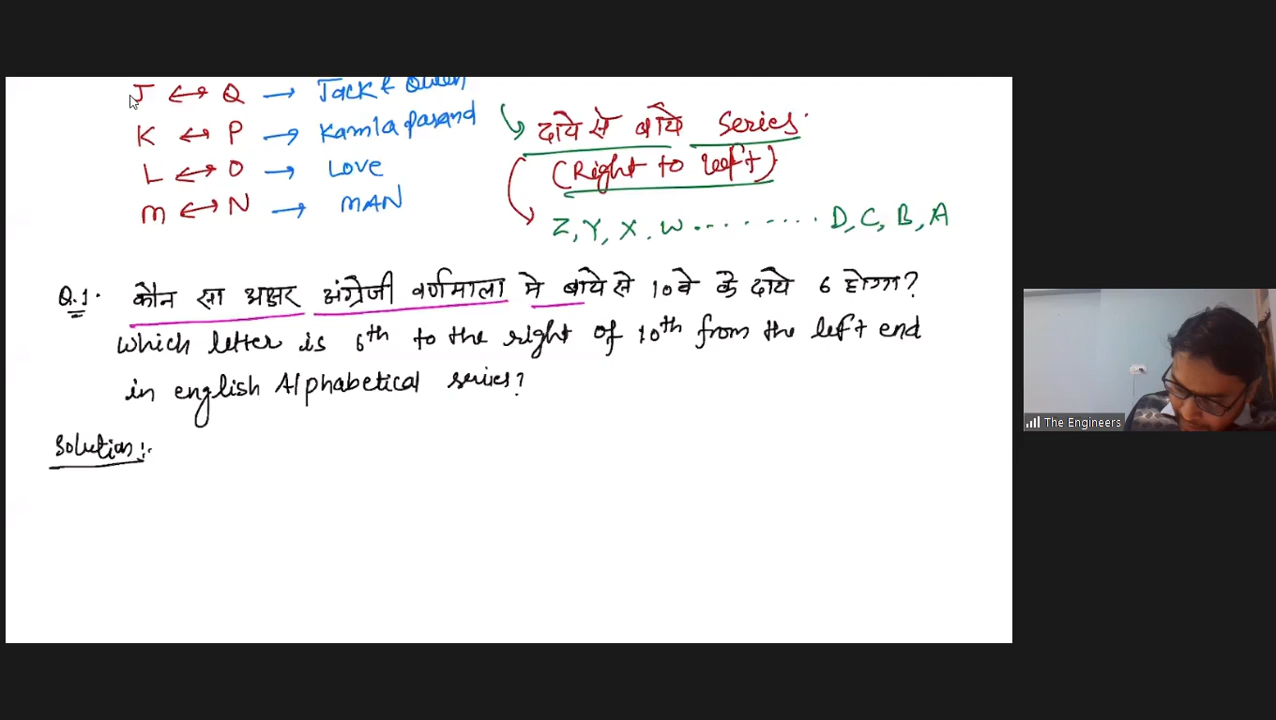 J ↔ Q → Jack & Queen
K ↔ P → Kamla Pasand
L ↔ O → Love
M ↔ N → MAN
दाये से बाँये Series.
(Right to left)
Z, Y, X, W........ D, C, B, A
Q.1. कौन सा अक्षर अंग्रेजी वर्णमाला मे बाये से 10 वे के दाँये 6 होगा?
Which letter is 6th to the right of 10th from the left end
in english Alphabetical series?
Solution:-
The Engineers